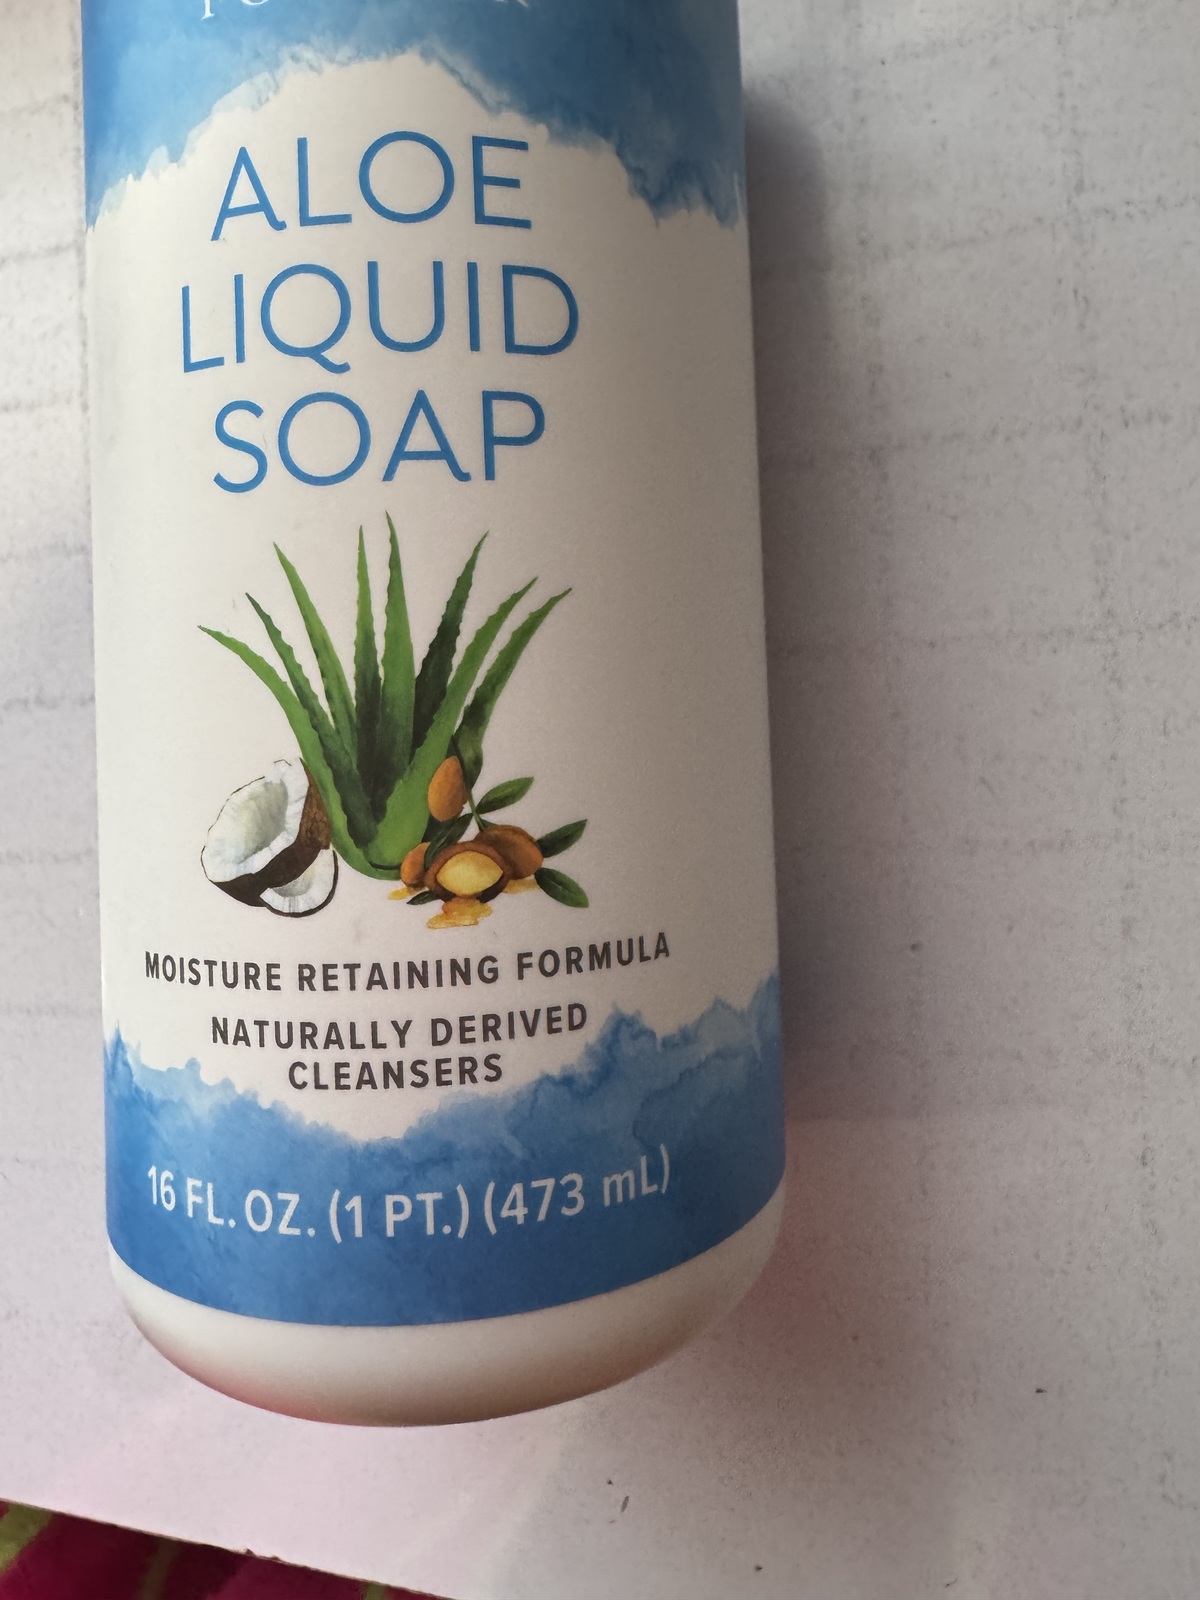 ALOE
LIQUID
SOAP
MOISTURE RETAINING FORMULA
NATURALLY DERIVED
CLEANSERS
16 FL. OZ. (1 PT.) (473 mL)